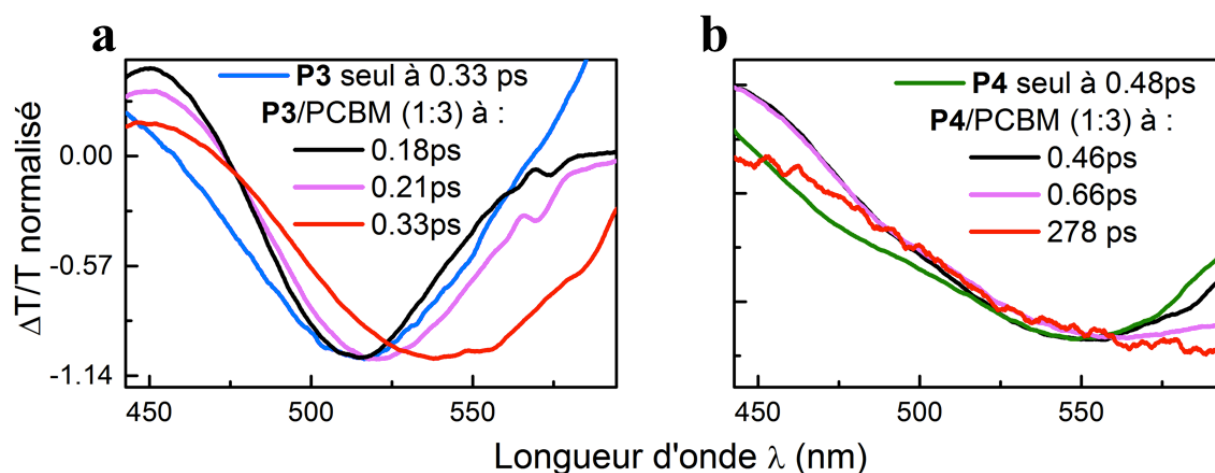 a
b
P3 seul à 0.33 ps
P3/PCBM (1:3) à :
0.18ps
0.21ps
0.33ps
P4 seul à 0.48ps
P4/PCBM (1:3) à :
0.46ps
0.66ps
278 ps
ΔT/T normalisé
0.00
-0.57
-1.14
450
500
550
450
500
550
Longueur d'onde λ (nm)